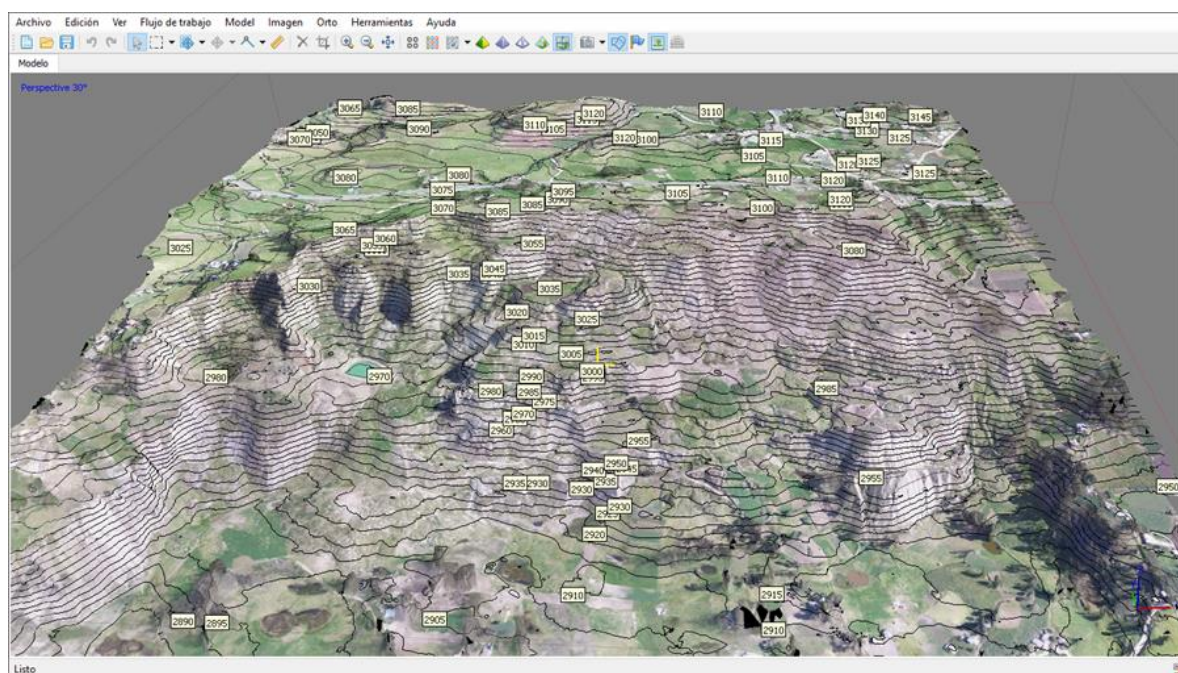 Archivo Edición Ver Flujo de trabajo Model Imagen Orto Herramientas Ayuda
Modelo
Perspective 30°
3065 3085 3120 3110 3140 3145
3070 3050 3090 3110 3105 3120 3100 3115 3130 3125
3105 3125
3080 3080 3110 3120 3125
3075 3095 3105
3070 3085 3085 3090 3100 3120
3065 3060
3025 3055 3080
3035 3045
3030 3035
3020 3025
3015
3010 3005
3000
2980 2970 2990
2980 2985 2985
2975
2970
2960 2955
2950
2940
2935 2930 2935 2955
2930 2950
2930
2920
2910 2915
2890 2895 2905 2910
Listo